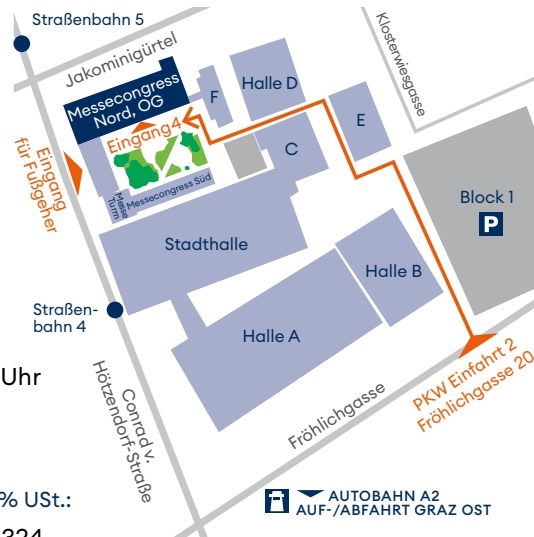 Straßenbahn 5
Jakominigürtel
Klosterwiesgasse
Messecongress
Nord, OG
F
Halle D
E
Eingang 4
C
Eingang
für Fußgeher
Messe
Turm
Messecongress Süd
Block 1
P
Stadthalle
Halle B
Straßen-
bahn 4
Halle A
Uhr
PKW Einfahrt 2
Fröhlichgasse 20
Conrad v.
Hötzendorf-Straße
Fröhlichgasse
% USt.:
AUTOBAHN A2
AUF-/ABFAHRT GRAZ OST
324